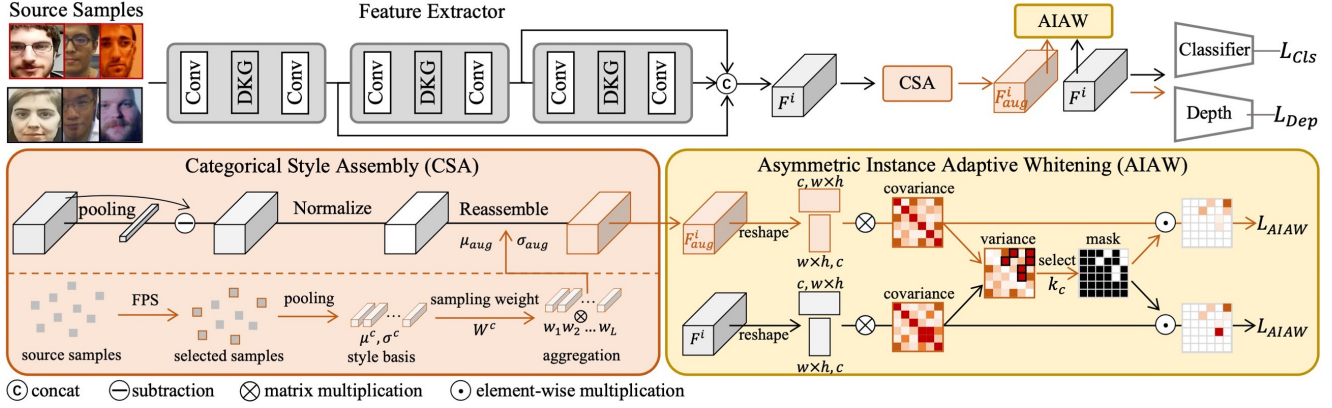 Source Samples
Feature Extractor
Conv
DKG
Conv
Conv
DKG
Conv
Conv
DKG
Conv
C
F^i
CSA
AIAW
F^i_aug
F^i
Classifier
L_Cls
Depth
L_Dep
Categorical Style Assembly (CSA)
pooling
Normalize
Reassemble
μ_aug
σ_aug
FPS
pooling
sampling weight
W^c
source samples
selected samples
μ^c, σ^c
style basis
...
...
w_1 w_2 ... w_L
aggregation
Asymmetric Instance Adaptive Whitening (AIAW)
F^i_aug
reshape
c, w×h
w×h, c
covariance
variance
select
k_c
mask
L_AIAW
F^i
reshape
c, w×h
w×h, c
covariance
L_AIAW
C concat
subtraction
matrix multiplication
element-wise multiplication